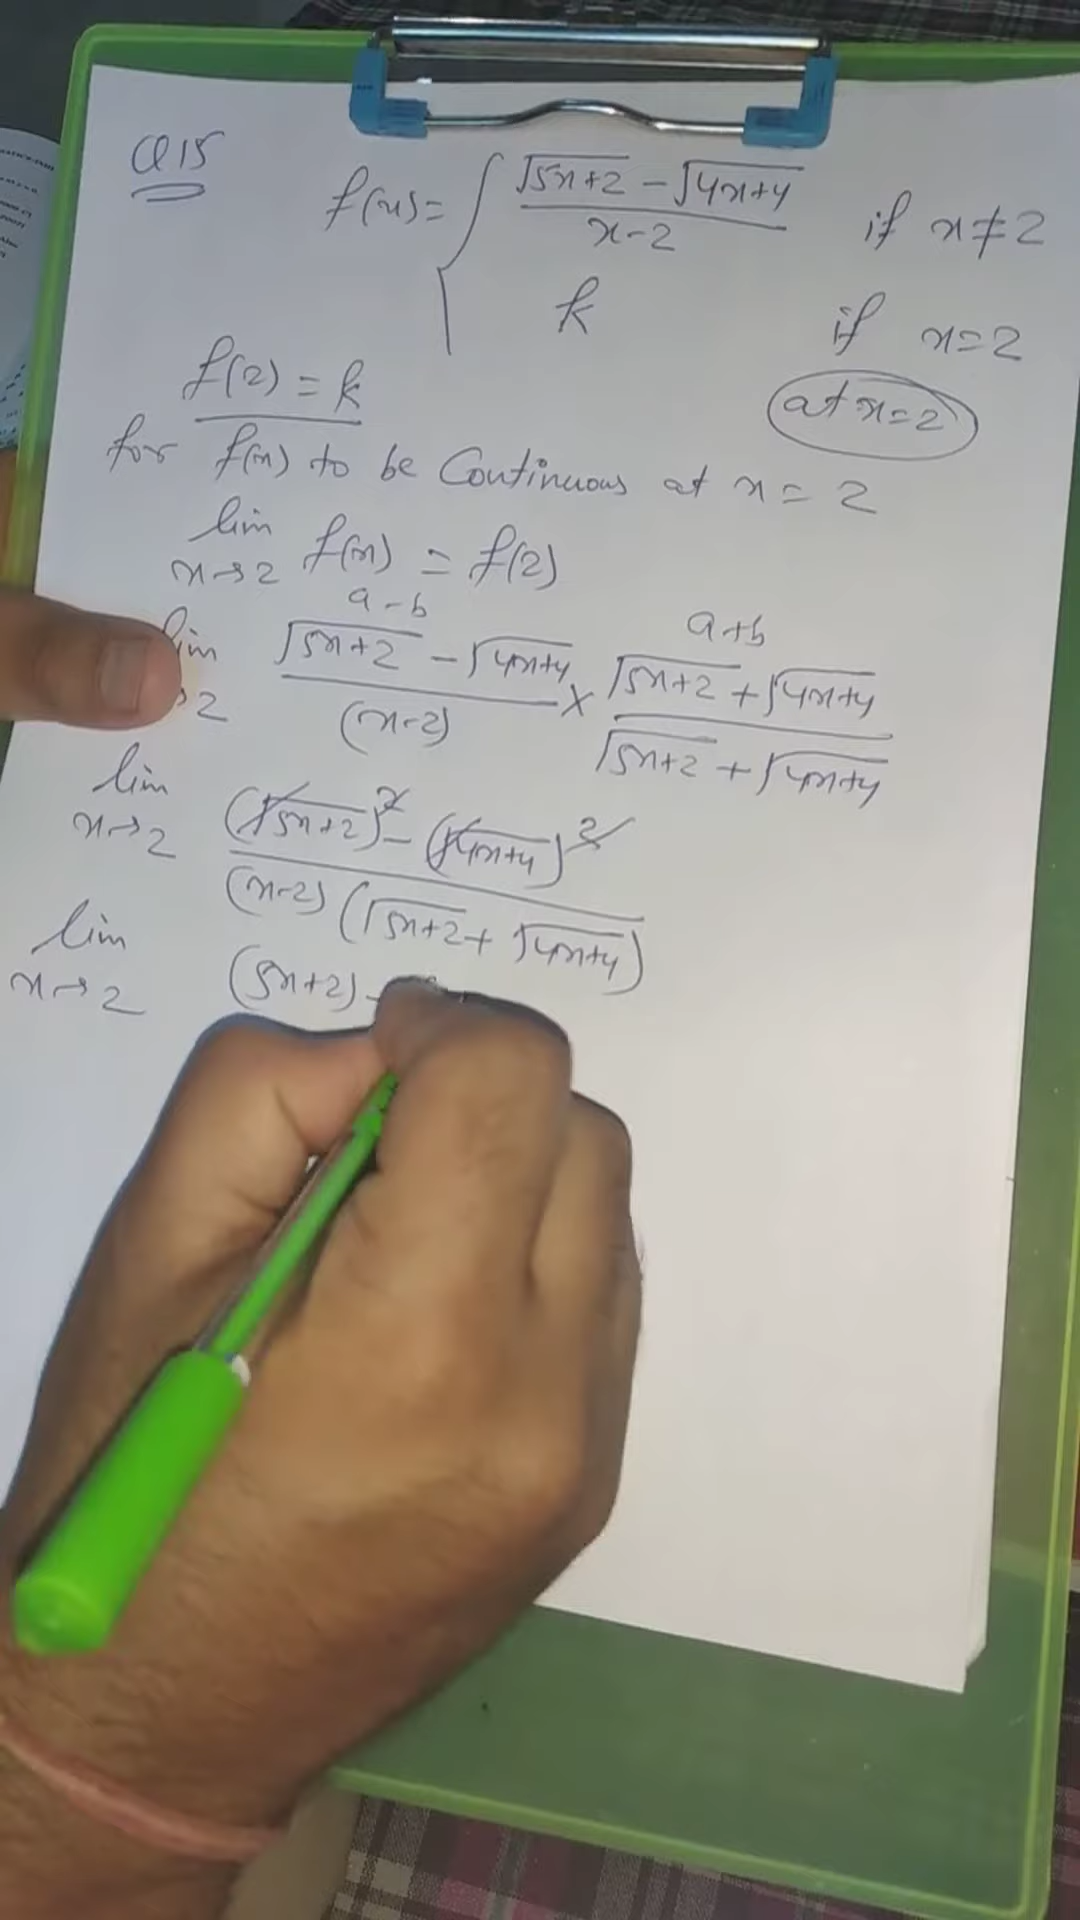 Q15
f(x) = { √5x+2 - √4x+4 / x-2 if x ≠ 2
k if x = 2
f(2) = k
at x = 2
for f(x) to be Continuous at x = 2
lim x→2 f(x) = f(2)
a - b a + b
lim x→2 √5x+2 - √4x+4 / (x-2) × √5x+2 + √4x+4 / √5x+2 + √4x+4
lim x→2 (√5x+2)² - (√4x+4)² / (x-2) (√5x+2 + √4x+4)
lim x→2 (5x+2) -